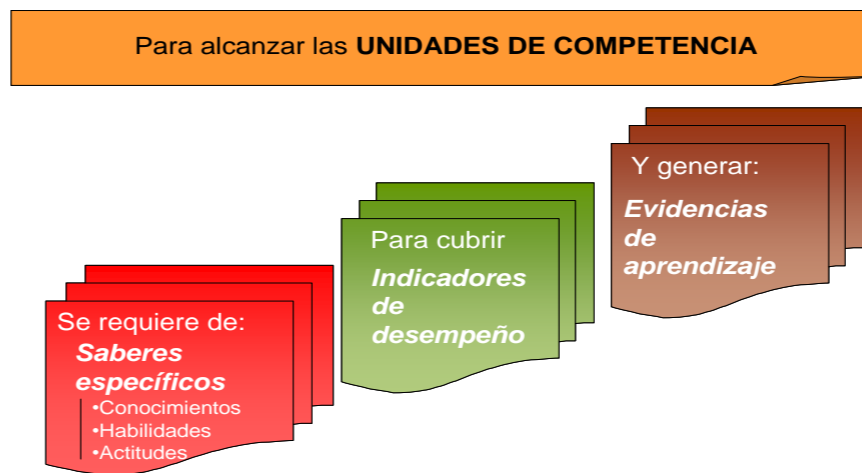 Para alcanzar las UNIDADES DE COMPETENCIA
Se requiere de:
Saberes
específicos
•Conocimientos
•Habilidades
•Actitudes
Para cubrir
Indicadores
de
desempeño
Y generar:
Evidencias
de
aprendizaje